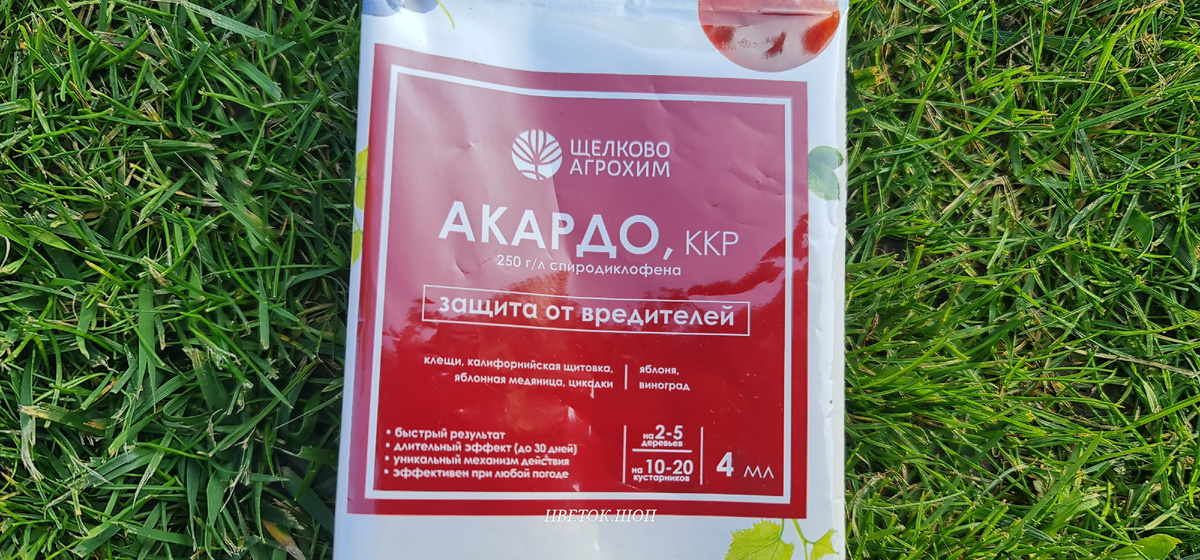 ЩЕЛКОВО
АГРОХИМ
АКАРДО, ККР
250 г/л спиродиклофена
защита от вредителей
клещи, калифорнийская щитовка,
яблонная медяница, цикадки
яблоня,
виноград
• быстрый результат
• длительный эффект (до 30 дней)
• уникальный механизм действия
• эффективен при любой погоде
на 2-5
деревьев
на 10-20
кустарников
4 мл
ЦВЕТОК.ШОП